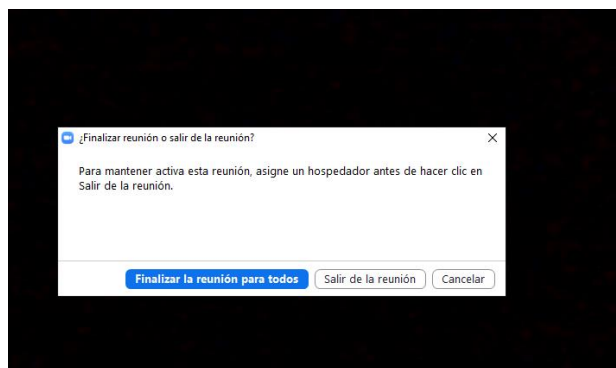 ¿Finalizar reunión o salir de la reunión?
Para mantener activa esta reunión, asigne un hospedador antes de hacer clic en
Salir de la reunión.
Finalizar la reunión para todos
Salir de la reunión
Cancelar